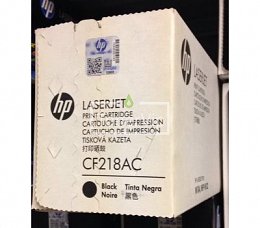 hp
LASERJET
PRINT CARTRIDGE
CARTOUCHE D'IMPRESSION
CARTUCHO DE IMPRESIÓN
TISKOVÁ KAZETA
打印硒鼓
CF218AC
Black Tinta Negra
Noire 黑色
hp